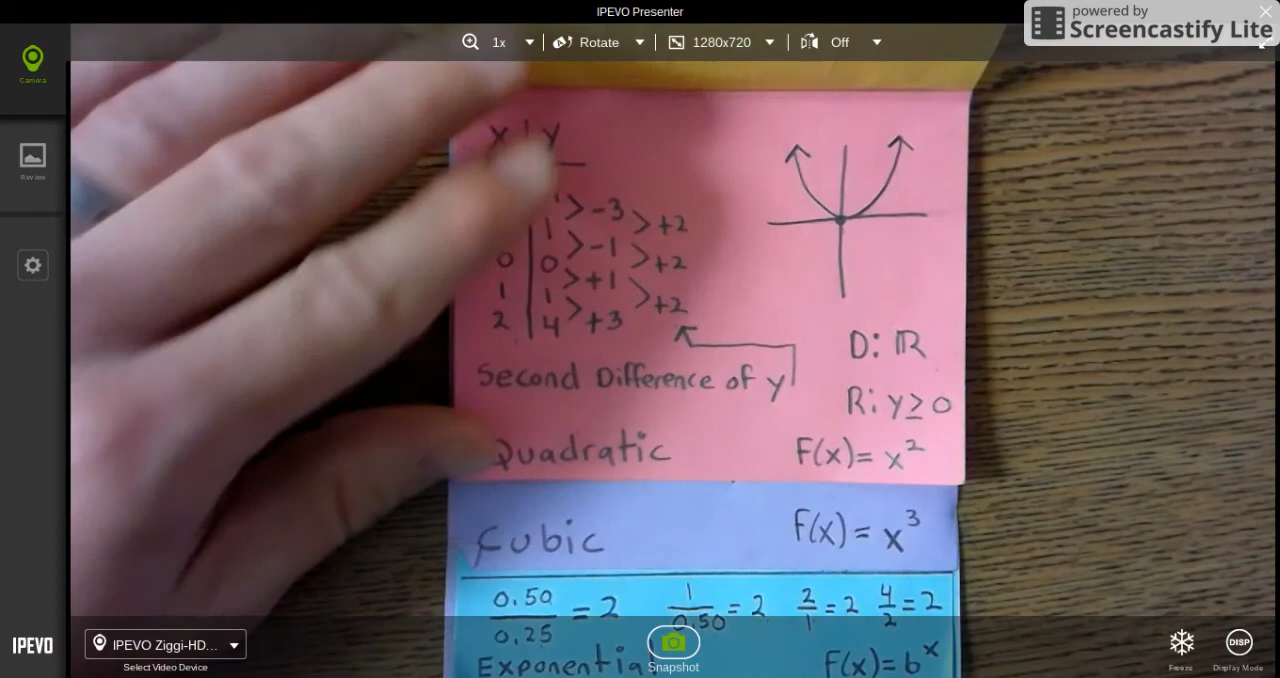 IPEVO Presenter
powered by
Screencastify Lite
1x
Rotate
1280x720
Off
Camera
Review
X Y
> -3
1 > +2
0 0 > -1
> +2
1 1 > +1
> +2
2 4 > +3
Second Difference of y
D: ℝ
R: y ≥ 0
Quadratic F(x) = x²
Cubic F(x) = x³
0.50/0.25 = 2 1/0.50 = 2 2/1 = 2 4/2 = 2
Exponential F(x) = bˣ
IPEVO
IPEVO Ziggi-HD...
Select Video Device
Snapshot
Freeze
DISP
Display Mode